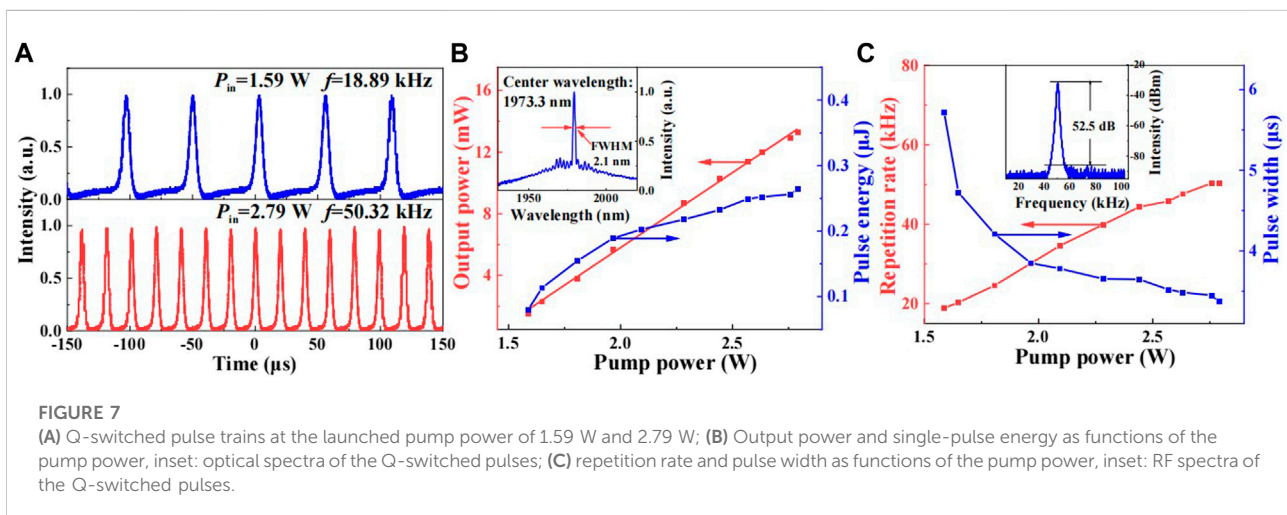 A
P_in=1.59 W f=18.89 kHz
1.0
0.5
0.0
P_in=2.79 W f=50.32 kHz
1.0
0.5
0.0
Intensity (a.u.)
-150 -100 -50 0 50 100 150
Time (µs)
B
16
12
8
4
Output power (mW)
Center wavelength:
1973.3 nm
FWHM
2.1 nm
1.0
0.5
0.0
Intensity (a.u.)
1950 2000
Wavelength (nm)
0.4
0.3
0.2
0.1
Pulse energy (µJ)
1.5 2.0 2.5
Pump power (W)
C
80
60
40
20
Repetition rate (kHz)
52.5 dB
-20
-40
-60
-80
Intensity (dBm)
20 40 60 80 100
Frequency (kHz)
6
5
4
Pulse width (µs)
1.5 2.0 2.5
Pump power (W)
FIGURE 7
(A) Q-switched pulse trains at the launched pump power of 1.59 W and 2.79 W; (B) Output power and single-pulse energy as functions of the
pump power, inset: optical spectra of the Q-switched pulses; (C) repetition rate and pulse width as functions of the pump power, inset: RF spectra of
the Q-switched pulses.